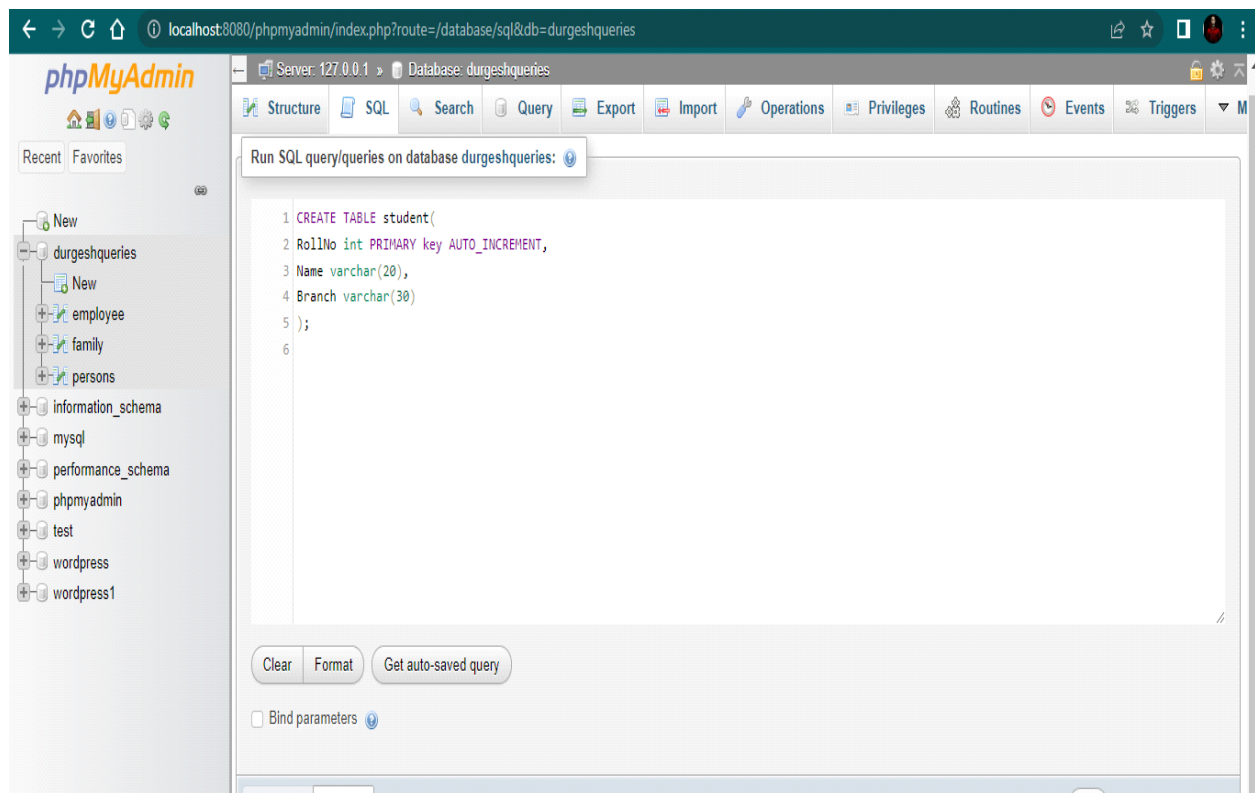 localhost:8080/phpmyadmin/index.php?route=/database/sql&db=durgeshqueries
phpMyAdmin
Recent Favorites
New
durgeshqueries
New
employee
family
persons
information_schema
mysql
performance_schema
phpmyadmin
test
wordpress
wordpress1
Server: 127.0.0.1 » Database: durgeshqueries
Structure SQL Search Query Export Import Operations Privileges Routines Events Triggers M
Run SQL query/queries on database durgeshqueries:
1 CREATE TABLE student(
2 RollNo int PRIMARY key AUTO_INCREMENT,
3 Name varchar(20),
4 Branch varchar(30)
5 );
6
Clear Format Get auto-saved query
Bind parameters